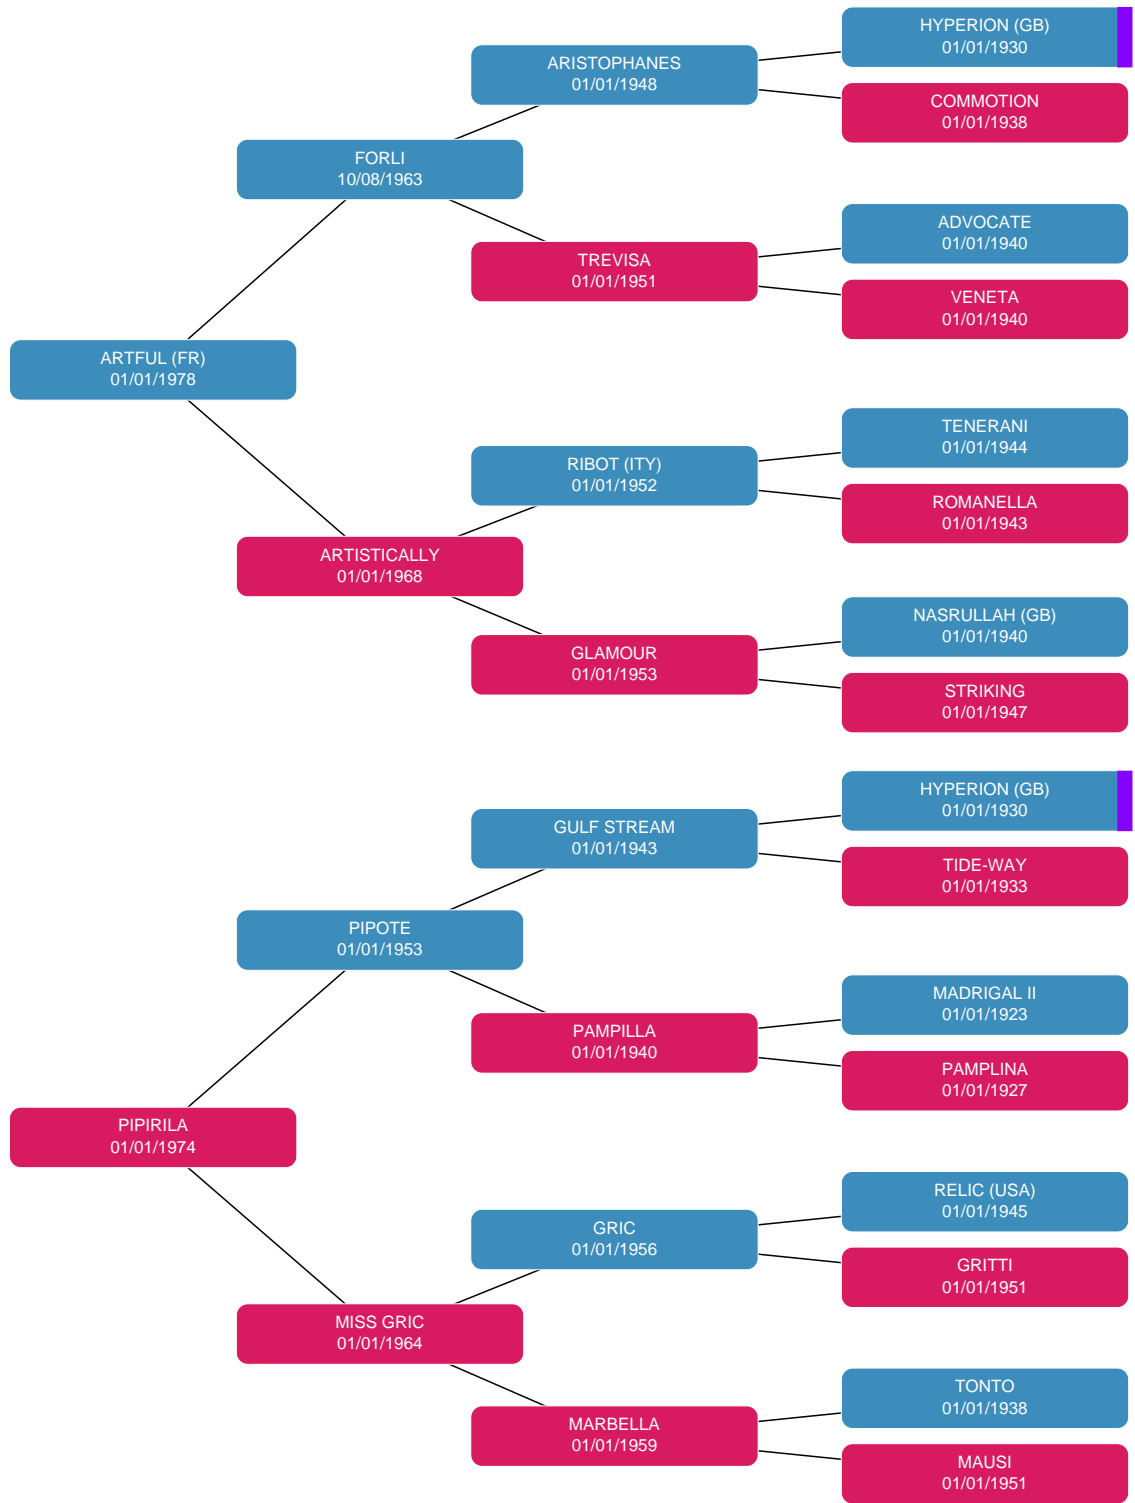 HYPERION (GB)
01/01/1930
ARISTOPHANES
01/01/1948
COMMOTION
01/01/1938
FORLI
10/08/1963
ADVOCATE
01/01/1940
TREVISA
01/01/1951
VENETA
01/01/1940
ARTFUL (FR)
01/01/1978
TENERANI
01/01/1944
RIBOT (ITY)
01/01/1952
ROMANELLA
01/01/1943
ARTISTICALLY
01/01/1968
NASRULLAH (GB)
01/01/1940
GLAMOUR
01/01/1953
STRIKING
01/01/1947
HYPERION (GB)
01/01/1930
GULF STREAM
01/01/1943
TIDE-WAY
01/01/1933
PIPOTE
01/01/1953
MADRIGAL II
01/01/1923
PAMPILLA
01/01/1940
PAMPLINA
01/01/1927
PIPIRILA
01/01/1974
RELIC (USA)
01/01/1945
GRIC
01/01/1956
GRITTI
01/01/1951
MISS GRIC
01/01/1964
TONTO
01/01/1938
MARBELLA
01/01/1959
MAUSI
01/01/1951